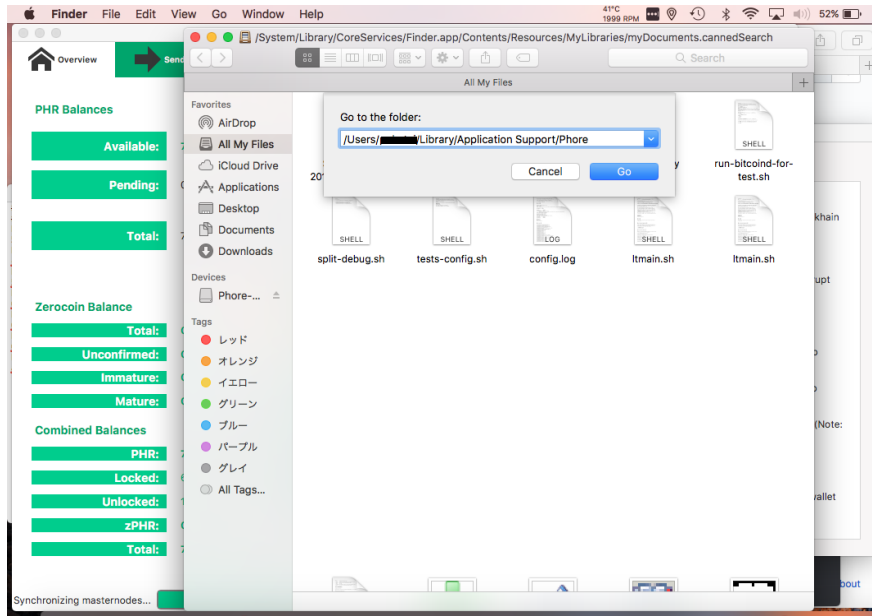 Finder File Edit View Go Window Help
41°C
1999 RPM
52%
/System/Library/CoreServices/Finder.app/Contents/Resources/MyLibraries/myDocuments.cannedSearch
Search
All My Files
Overview
Send
PHR Balances
Available:
Pending:
Total:
Zerocoin Balance
Total:
Unconfirmed:
Immature:
Mature:
Combined Balances
PHR:
Locked:
Unlocked:
zPHR:
Total:
Synchronizing masternodes...
Favorites
AirDrop
All My Files
iCloud Drive
Applications
Desktop
Documents
Downloads
Devices
Phore-...
Tags
レッド
オレンジ
イエロー
グリーン
ブルー
パープル
グレイ
All Tags...
Go to the folder:
/Users/ /Library/Application Support/Phore
Cancel
Go
SHELL
run-bitcoind-for-
test.sh
SHELL
SHELL
LOG
SHELL
SHELL
split-debug.sh
tests-config.sh
config.log
ltmain.sh
ltmain.sh
(Note: